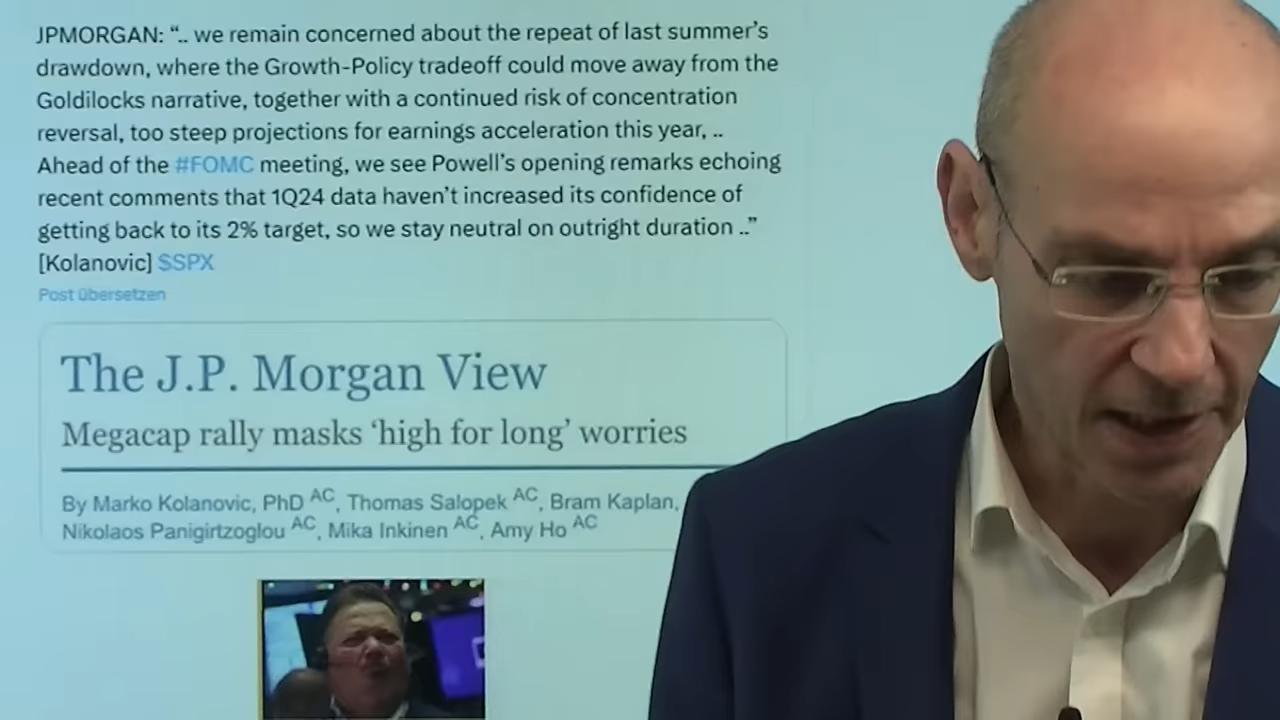 JPMORGAN: “.. we remain concerned about the repeat of last summer’s
drawdown, where the Growth-Policy tradeoff could move away from the
Goldilocks narrative, together with a continued risk of concentration
reversal, too steep projections for earnings acceleration this year, ..
Ahead of the #FOMC meeting, we see Powell’s opening remarks echoing
recent comments that 1Q24 data haven’t increased its confidence of
getting back to its 2% target, so we stay neutral on outright duration ..”
[Kolanovic] $SPX
Post übersetzen
The J.P. Morgan View
Megacap rally masks ‘high for long’ worries
By Marko Kolanovic, PhD AC, Thomas Salopek AC, Bram Kaplan,
Nikolaos Panigirtzoglou AC, Mika Inkinen AC, Amy Ho AC